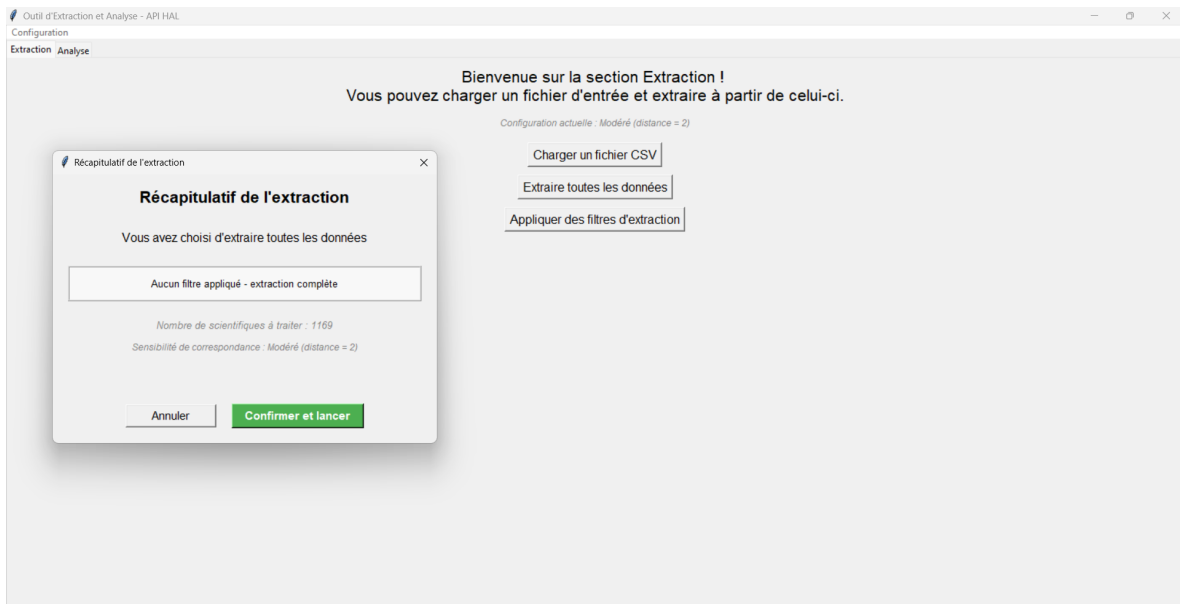 Outil d'Extraction et Analyse - API HAL
Configuration
Extraction Analyse
Bienvenue sur la section Extraction !
Vous pouvez charger un fichier d'entrée et extraire à partir de celui-ci.
Configuration actuelle : Modéré (distance = 2)
Charger un fichier CSV
Extraire toutes les données
Appliquer des filtres d'extraction
Récapitulatif de l'extraction
Récapitulatif de l'extraction
Vous avez choisi d'extraire toutes les données
Aucun filtre appliqué - extraction complète
Nombre de scientifiques à traiter : 1169
Sensibilité de correspondance : Modéré (distance = 2)
Annuler Confirmer et lancer